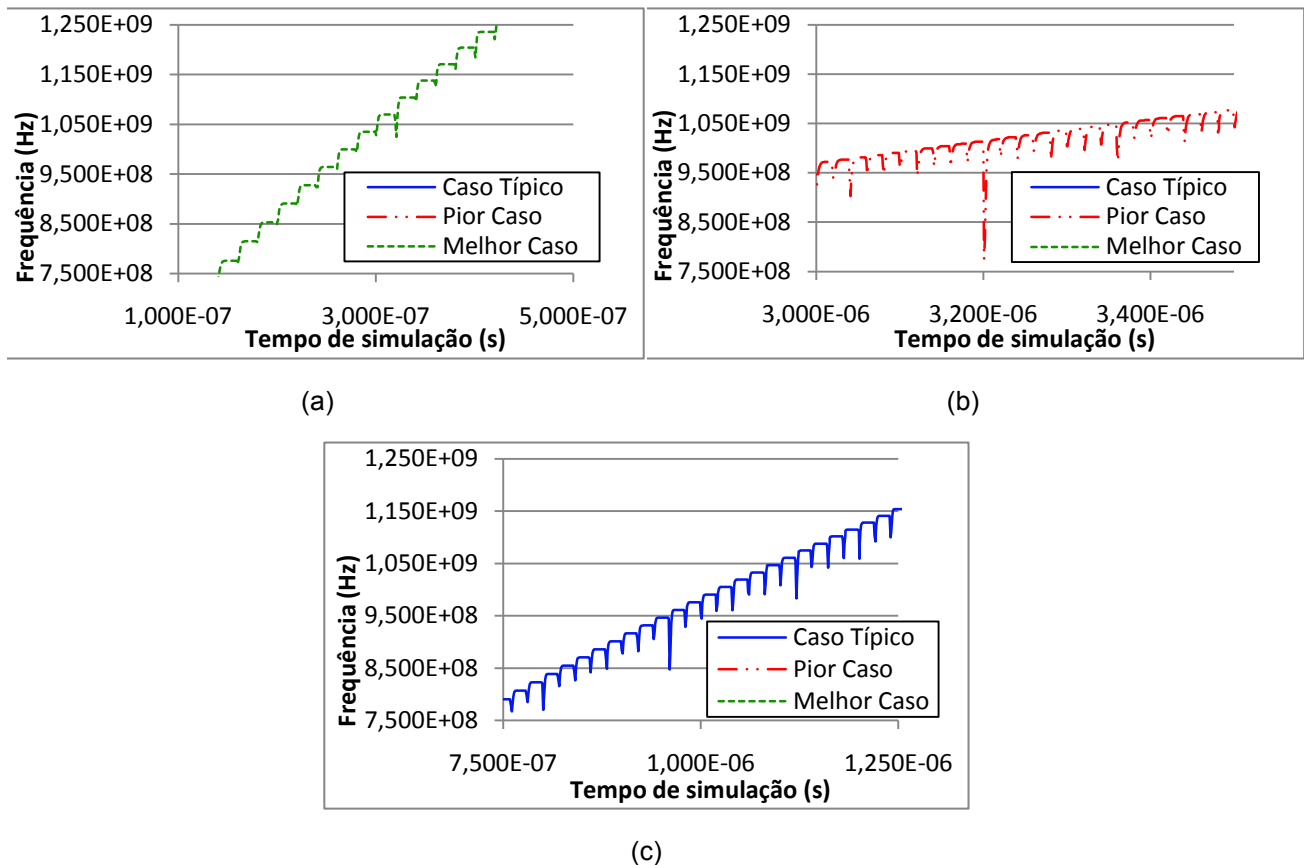 1,250E+09
1,150E+09
1,050E+09
9,500E+08
8,500E+08
7,500E+08
Frequência (Hz)
Caso Típico
Pior Caso
Melhor Caso
1,000E-07 3,000E-07 5,000E-07
Tempo de simulação (s)
(a)
1,250E+09
1,150E+09
1,050E+09
9,500E+08
8,500E+08
7,500E+08
Frequência (Hz)
Caso Típico
Pior Caso
Melhor Caso
3,000E-06 3,200E-06 3,400E-06
Tempo de simulação (s)
(b)
1,250E+09
1,150E+09
1,050E+09
9,500E+08
8,500E+08
7,500E+08
Frequência (Hz)
Caso Típico
Pior Caso
Melhor Caso
7,500E-07 1,000E-06 1,250E-06
Tempo de simulação (s)
(c)